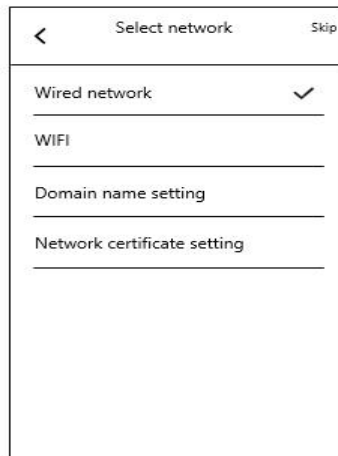 Select network
Skip
Wired network
WIFI
Domain name setting
Network certificate setting